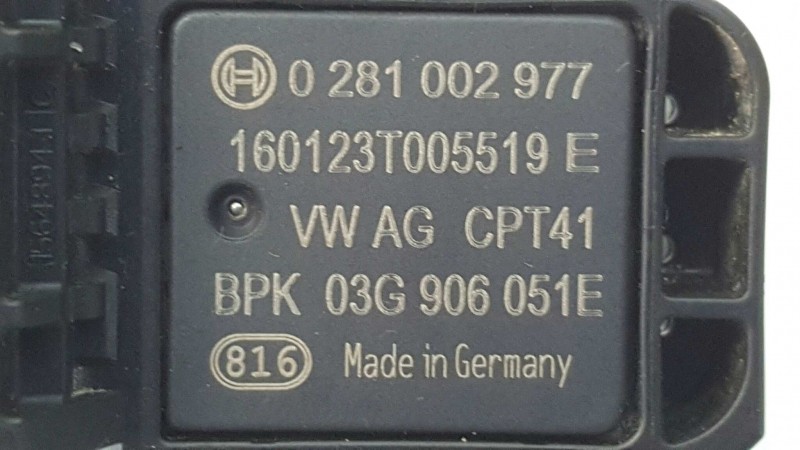 0 281 002 977
160123T005519 E
VW AG CPT41
BPK 03G 906 051E
816 Made in Germany